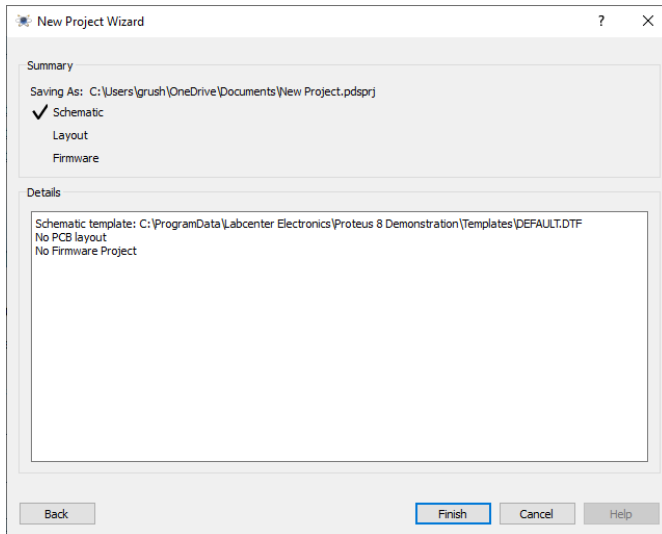 New Project Wizard
?
Summary
Saving As: C:\Users\grush\OneDrive\Documents\New Project.pdsprj
Schematic
Layout
Firmware
Details
Schematic template: C:\ProgramData\Labcenter Electronics\Proteus 8 Demonstration\Templates\DEFAULT.DTF
No PCB layout
No Firmware Project
Back
Finish
Cancel
Help